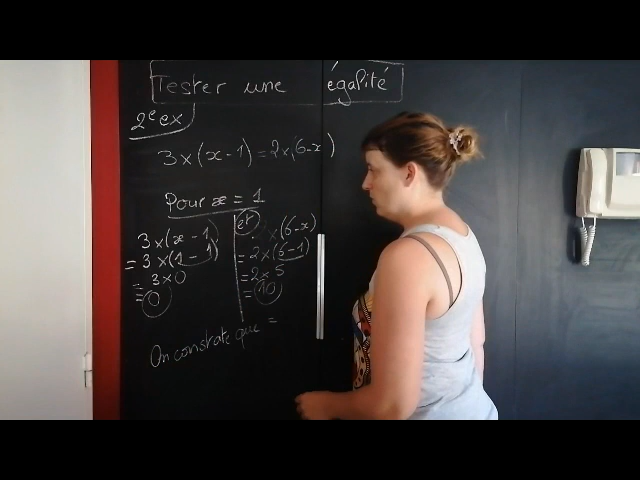 Tester une égalité
2e ex
3×(x-1) = 2×(6-x)
Pour x = 1
3×(x-1)
= 3×(1-1)
= 3×0
= 0
et
2×(6-x)
= 2×(6-1)
= 2×5
= 10
On constate que =